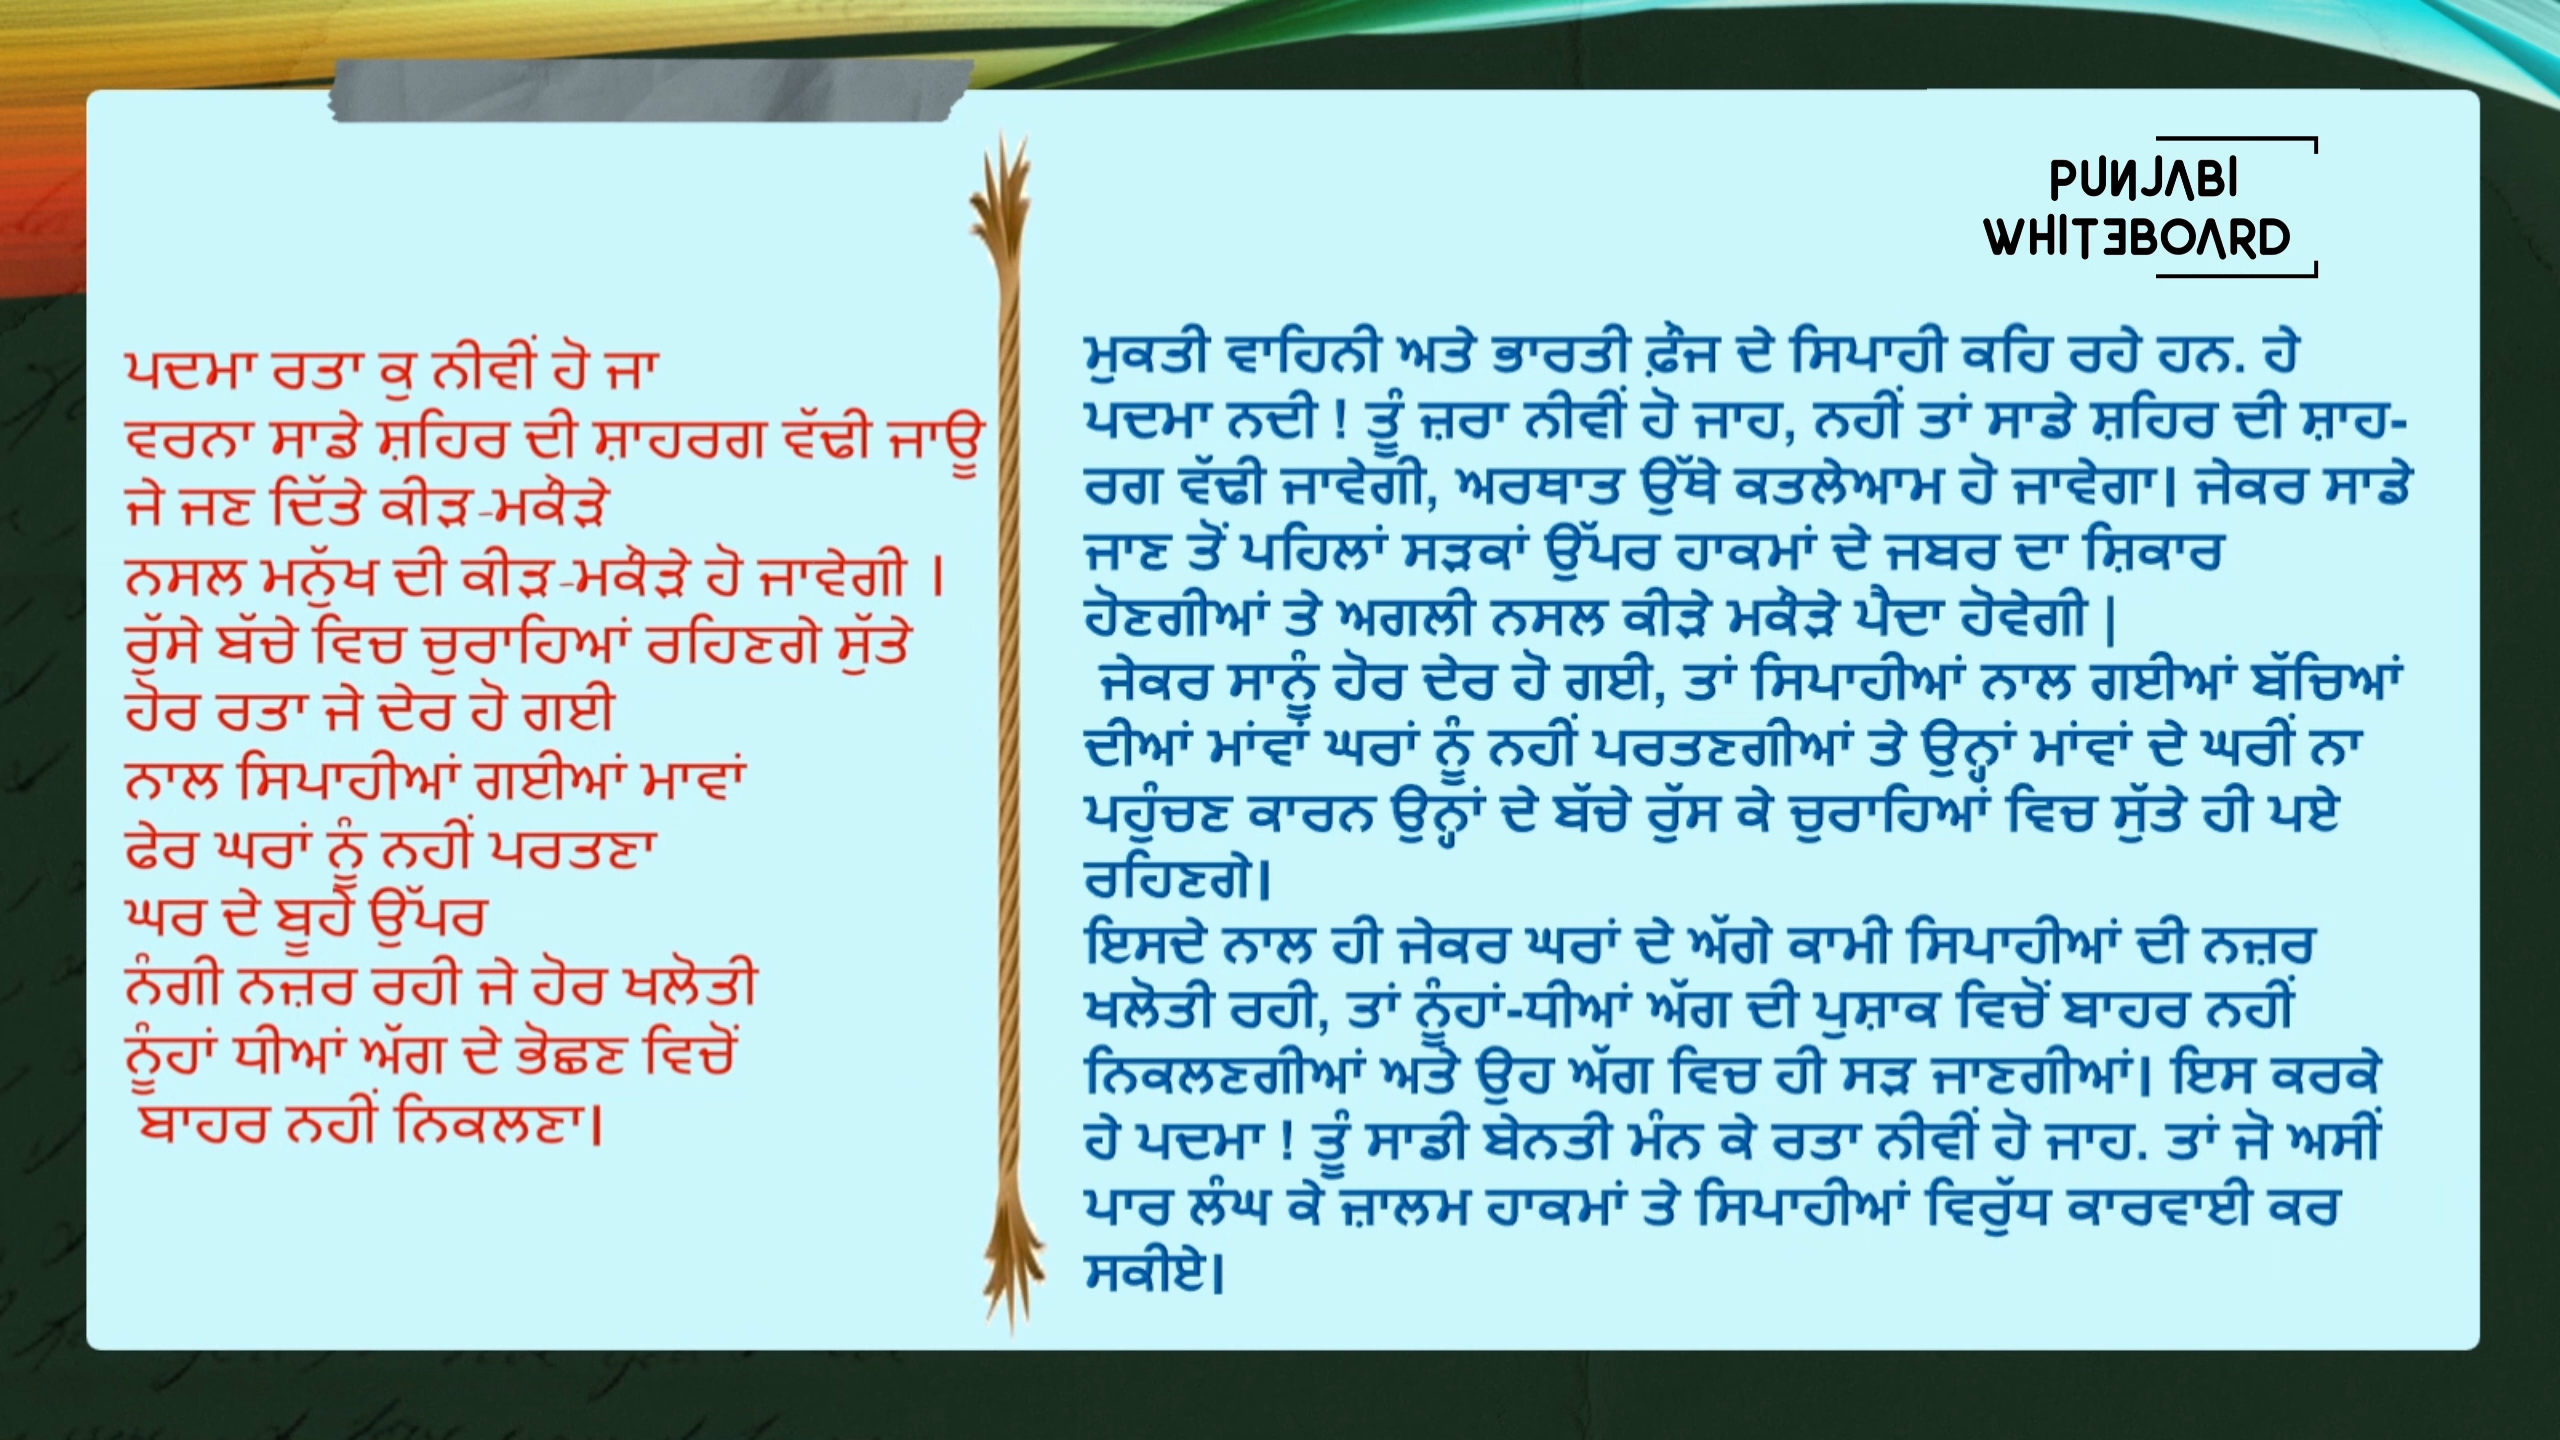 PUNJABI
WHITEBOARD
ਪਦਮਾ ਰਤਾ ਕੁ ਨੀਵੀਂ ਹੋ ਜਾ
ਵਰਨਾ ਸਾਡੇ ਸ਼ਹਿਰ ਦੀ ਸ਼ਾਹਰਗ ਵੱਢੀ ਜਾਊ
ਜੇ ਜਣ ਦਿੱਤੇ ਕੀੜ-ਮਕੌੜੇ
ਨਸਲ ਮਨੁੱਖ ਦੀ ਕੀੜ-ਮਕੌੜੇ ਹੋ ਜਾਵੇਗੀ ।
ਰੁੱਸੇ ਬੱਚੇ ਵਿਚ ਚੁਰਾਹਿਆਂ ਰਹਿਣਗੇ ਸੁੱਤੇ
ਹੋਰ ਰਤਾ ਜੇ ਦੇਰ ਹੋ ਗਈ
ਨਾਲ ਸਿਪਾਹੀਆਂ ਗਈਆਂ ਮਾਵਾਂ
ਫੇਰ ਘਰਾਂ ਨੂੰ ਨਹੀਂ ਪਰਤਣਾ
ਘਰ ਦੇ ਬੂਹੇ ਉੱਪਰ
ਨੰਗੀ ਨਜ਼ਰ ਰਹੀ ਜੇ ਹੋਰ ਖਲੋਤੀ
ਨੂੰਹਾਂ ਧੀਆਂ ਅੱਗ ਦੇ ਭੋਛਣ ਵਿਚੋਂ
ਬਾਹਰ ਨਹੀਂ ਨਿਕਲਣਾ।
ਮੁਕਤੀ ਵਾਹਿਨੀ ਅਤੇ ਭਾਰਤੀ ਫ਼ੌਜ ਦੇ ਸਿਪਾਹੀ ਕਹਿ ਰਹੇ ਹਨ. ਹੇ
ਪਦਮਾ ਨਦੀ ! ਤੂੰ ਜ਼ਰਾ ਨੀਵੀਂ ਹੋ ਜਾਹ, ਨਹੀਂ ਤਾਂ ਸਾਡੇ ਸ਼ਹਿਰ ਦੀ ਸ਼ਾਹ-
ਰਗ ਵੱਢੀ ਜਾਵੇਗੀ, ਅਰਥਾਤ ਉੱਥੇ ਕਤਲੇਆਮ ਹੋ ਜਾਵੇਗਾ। ਜੇਕਰ ਸਾਡੇ
ਜਾਣ ਤੋਂ ਪਹਿਲਾਂ ਸੜਕਾਂ ਉੱਪਰ ਹਾਕਮਾਂ ਦੇ ਜਬਰ ਦਾ ਸ਼ਿਕਾਰ
ਹੋਣਗੀਆਂ ਤੇ ਅਗਲੀ ਨਸਲ ਕੀੜੇ ਮਕੌੜੇ ਪੈਦਾ ਹੋਵੇਗੀ |
ਜੇਕਰ ਸਾਨੂੰ ਹੋਰ ਦੇਰ ਹੋ ਗਈ, ਤਾਂ ਸਿਪਾਹੀਆਂ ਨਾਲ ਗਈਆਂ ਬੱਚਿਆਂ
ਦੀਆਂ ਮਾਂਵਾਂ ਘਰਾਂ ਨੂੰ ਨਹੀਂ ਪਰਤਣਗੀਆਂ ਤੇ ਉਨ੍ਹਾਂ ਮਾਂਵਾਂ ਦੇ ਘਰੀਂ ਨਾ
ਪਹੁੰਚਣ ਕਾਰਨ ਉਨ੍ਹਾਂ ਦੇ ਬੱਚੇ ਰੁੱਸ ਕੇ ਚੁਰਾਹਿਆਂ ਵਿਚ ਸੁੱਤੇ ਹੀ ਪਏ
ਰਹਿਣਗੇ।
ਇਸਦੇ ਨਾਲ ਹੀ ਜੇਕਰ ਘਰਾਂ ਦੇ ਅੱਗੇ ਕਾਮੀ ਸਿਪਾਹੀਆਂ ਦੀ ਨਜ਼ਰ
ਖਲੋਤੀ ਰਹੀ, ਤਾਂ ਨੂੰਹਾਂ-ਧੀਆਂ ਅੱਗ ਦੀ ਪੁਸ਼ਾਕ ਵਿਚੋਂ ਬਾਹਰ ਨਹੀਂ
ਨਿਕਲਣਗੀਆਂ ਅਤੇ ਉਹ ਅੱਗ ਵਿਚ ਹੀ ਸੜ ਜਾਣਗੀਆਂ। ਇਸ ਕਰਕੇ
ਹੇ ਪਦਮਾ ! ਤੂੰ ਸਾਡੀ ਬੇਨਤੀ ਮੰਨ ਕੇ ਰਤਾ ਨੀਵੀਂ ਹੋ ਜਾਹ. ਤਾਂ ਜੋ ਅਸੀਂ
ਪਾਰ ਲੰਘ ਕੇ ਜ਼ਾਲਮ ਹਾਕਮਾਂ ਤੇ ਸਿਪਾਹੀਆਂ ਵਿਰੁੱਧ ਕਾਰਵਾਈ ਕਰ
ਸਕੀਏ।